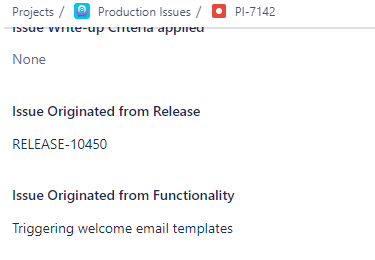 Projects / Production Issues / PI-7142
Issue Write-up Criteria applied
None
Issue Originated from Release
RELEASE-10450
Issue Originated from Functionality
Triggering welcome email templates